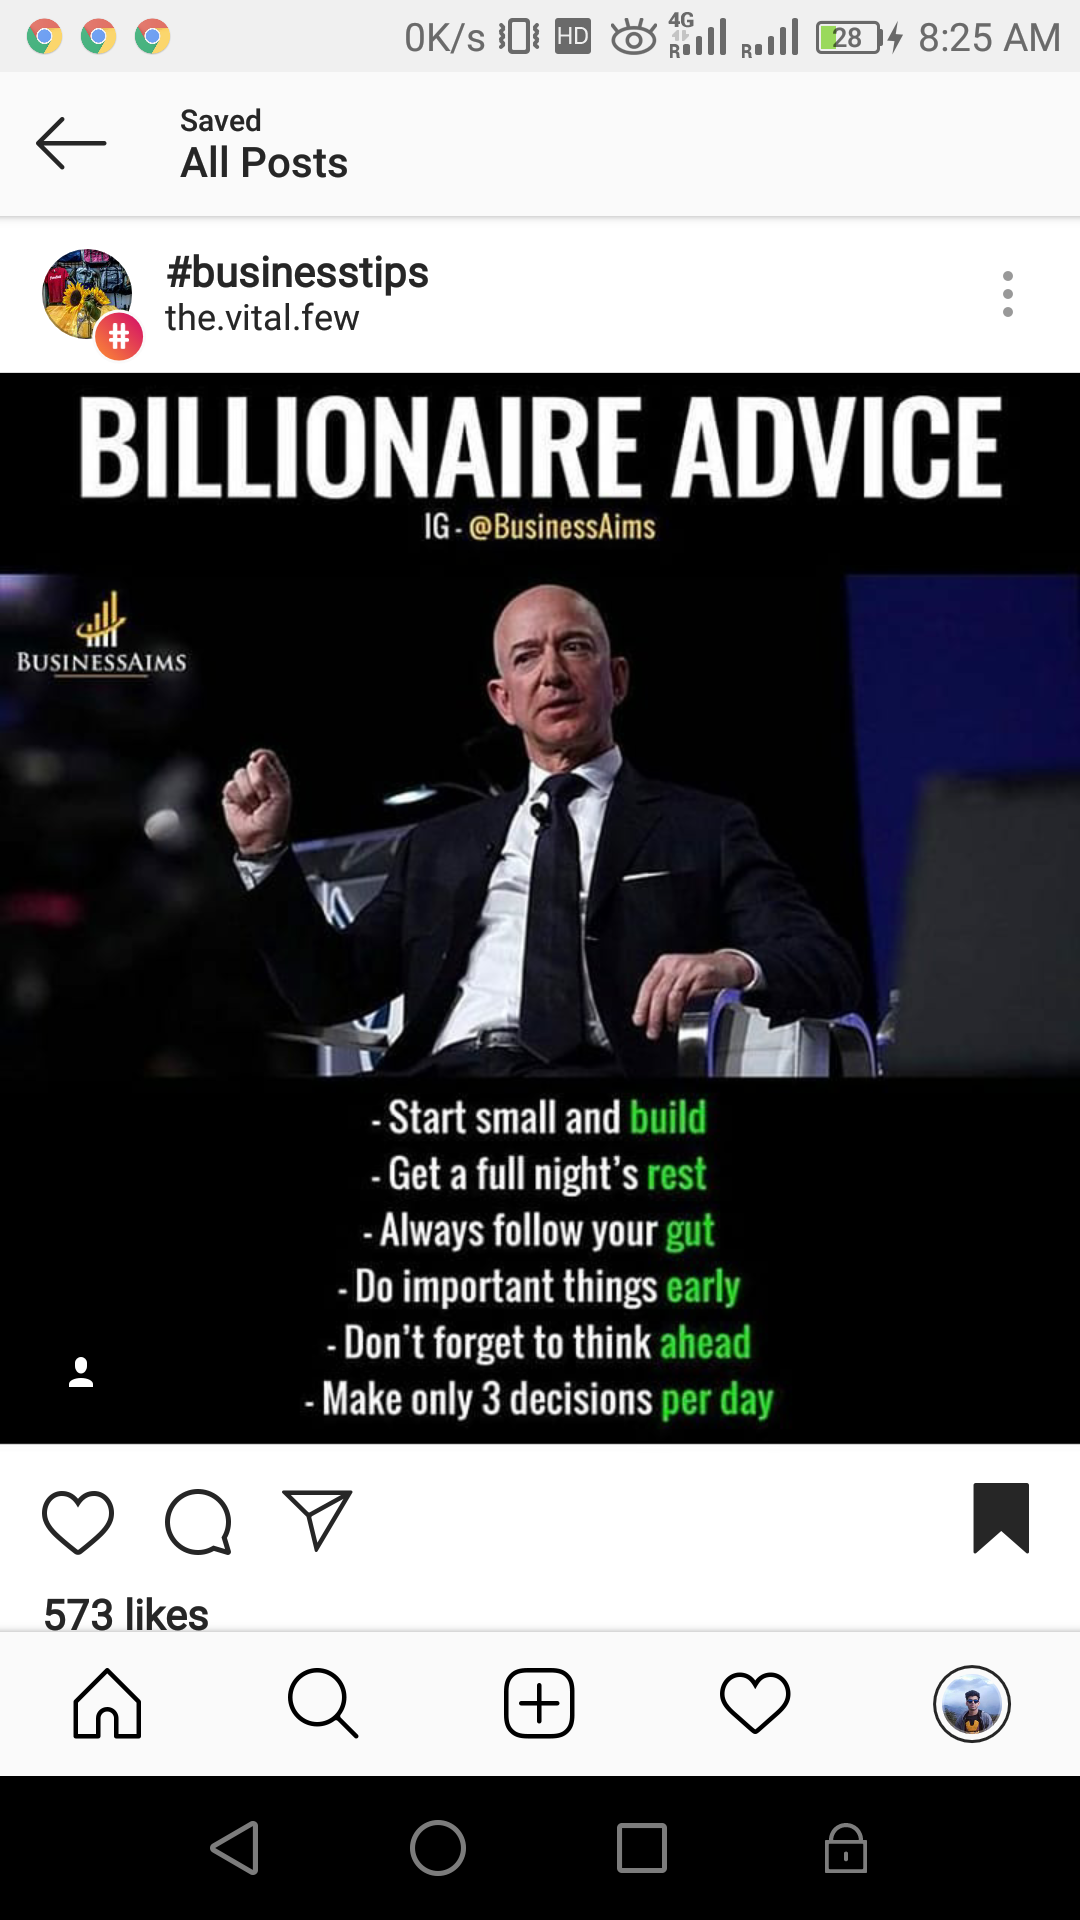 0K/s HD 4G R R 28 8:25 AM
Saved
All Posts
#businesstips
the.vital.few
BILLIONAIRE ADVICE
IG - @BusinessAims
BUSINESSAIMS
- Start small and build
- Get a full night's rest
- Always follow your gut
- Do important things early
- Don't forget to think ahead
- Make only 3 decisions per day
573 likes